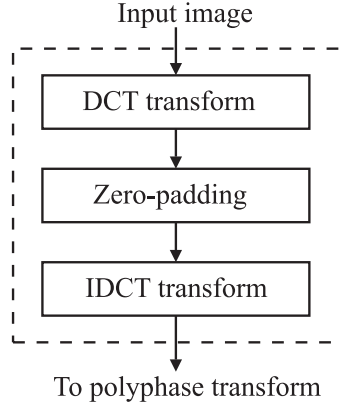 Input image
DCT transform
Zero-padding
IDCT transform
To polyphase transform